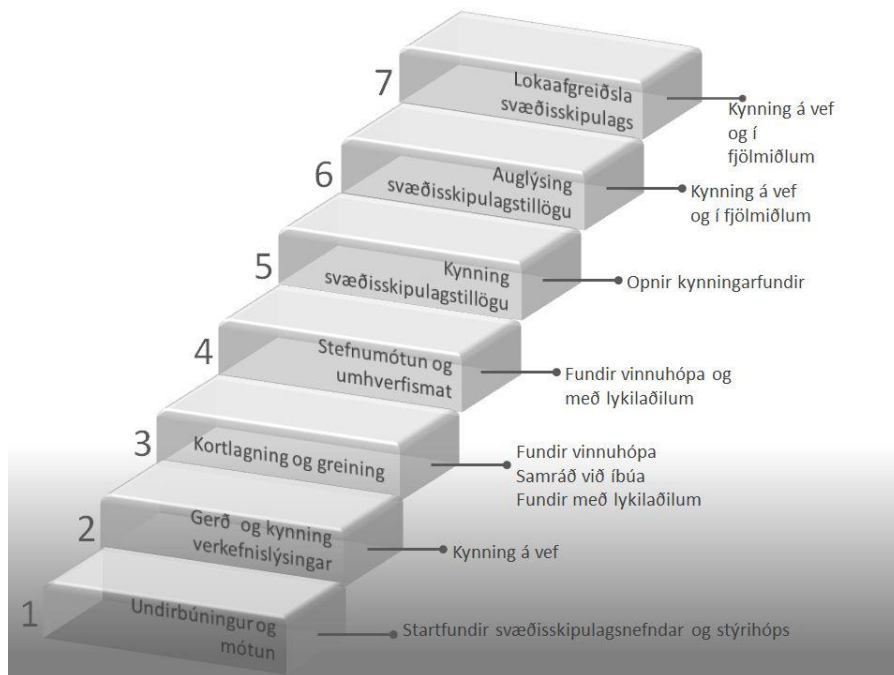 7
Lokaafgreiðsla
svæðisskipulags
Kynning á vef
og í
fjölmiðlum
6
Auglýsing
svæðisskipulagstillögu
Kynning á vef
og í fjölmiðlum
5
Kynning
svæðisskipulagstillögu
Opnir kynningarfundir
4
Stefnumótun og
umhverfismat
Fundir vinnuhópa og
með lykilaðilum
3
Kortlagning og greining
Fundir vinnuhópa
Samráð við íbúa
Fundir með lykilaðilum
2
Gerð og kynning
verkefnislýsingar
Kynning á vef
1
Undirbúningur og
mótun
Startfundir svæðisskipulagsnefndar og stýrihóps